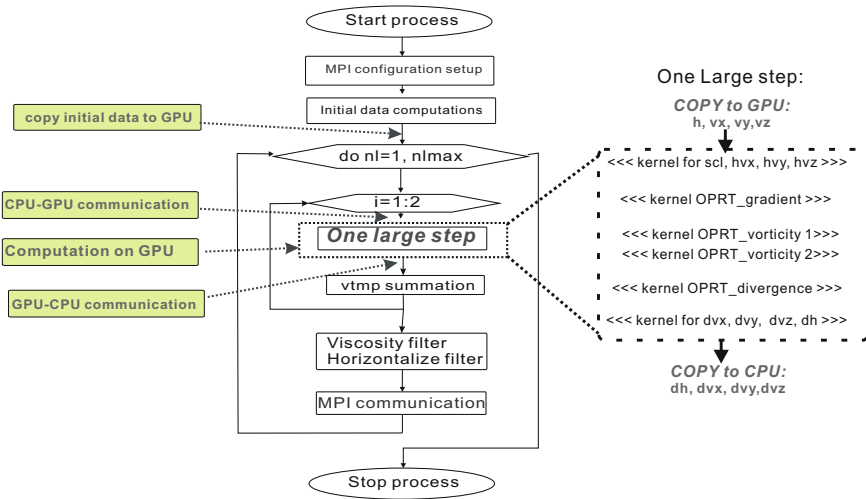 Start process
MPI configuration setup
Initial data computations
copy initial data to GPU
do nl=1, nlmax
CPU-GPU communication
i=1:2
Computation on GPU
One large step
GPU-CPU communication
vtmp summation
Viscosity filter
Horizontalize filter
MPI communication
Stop process
One Large step:
COPY to GPU:
h, vx, vy,vz
<<< kernel for scl, hvx, hvy, hvz >>>
<<< kernel OPRT_gradient >>>
<<< kernel OPRT_vorticity 1>>>
<<< kernel OPRT_vorticity 2>>>
<<< kernel OPRT_divergence >>>
<<< kernel for dvx, dvy, dvz, dh >>>
COPY to CPU:
dh, dvx, dvy,dvz